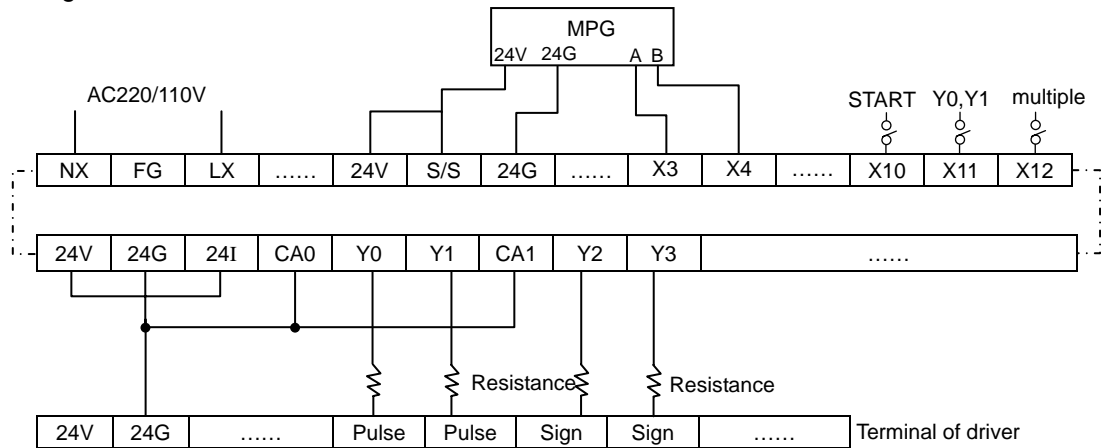 MPG
24V 24G A B
AC220/110V
START Y0,Y1 multiple
NX FG LX ...... 24V S/S 24G ...... X3 X4 ...... X10 X11 X12
24V 24G 24I CA0 Y0 Y1 CA1 Y2 Y3 ......
Resistance Resistance
24V 24G ...... Pulse Pulse Sign Sign ...... Terminal of driver